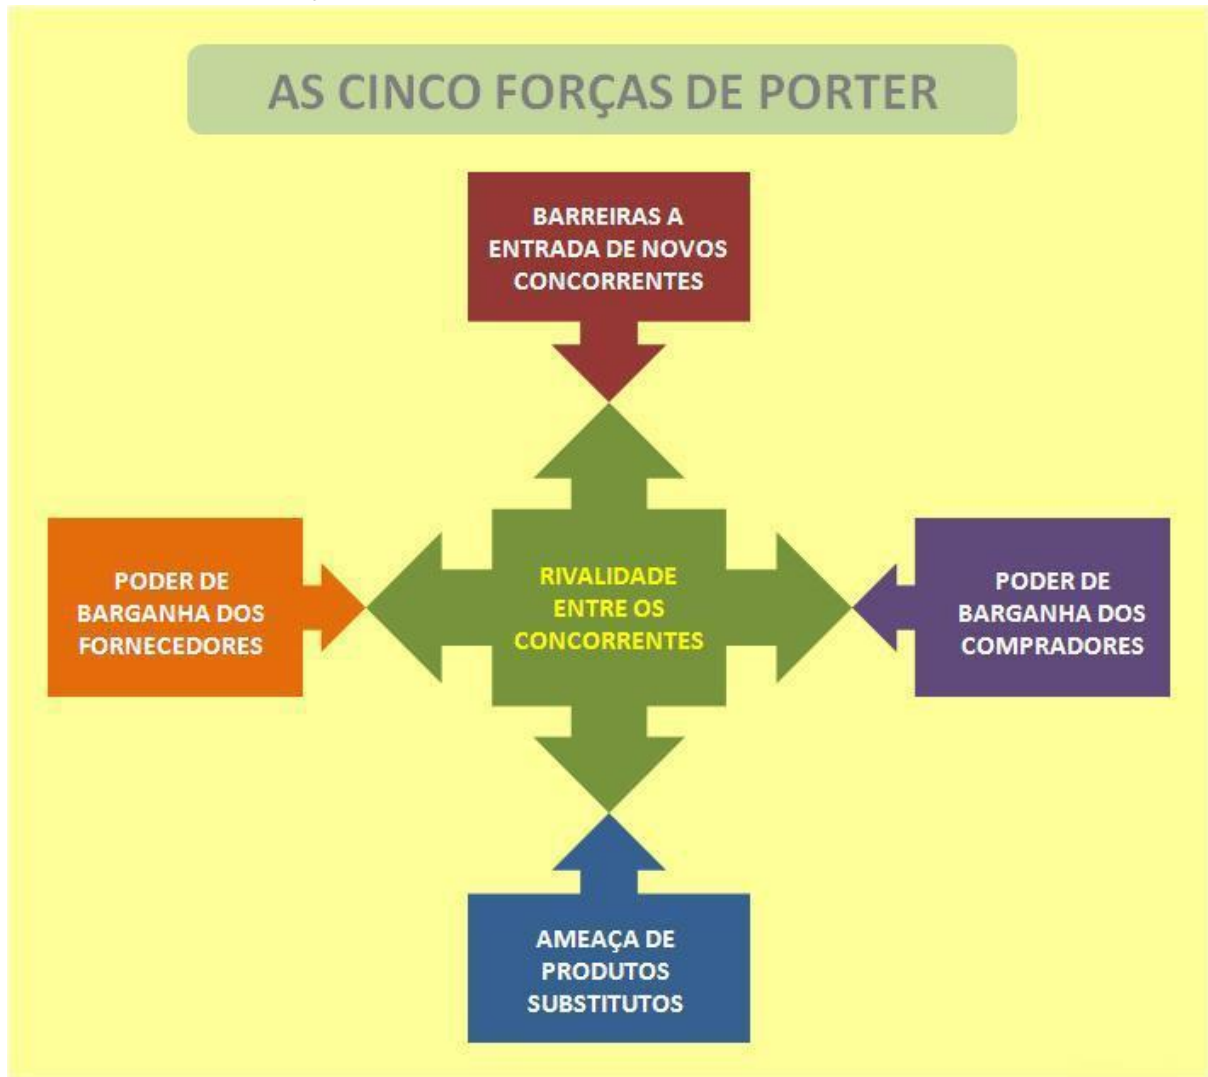 AS CINCO FORÇAS DE PORTER
BARREIRAS A
ENTRADA DE NOVOS
CONCORRENTES
PODER DE
BARGANHA DOS
FORNECEDORES
RIVALIDADE
ENTRE OS
CONCORRENTES
PODER DE
BARGANHA DOS
COMPRADORES
AMEAÇA DE
PRODUTOS
SUBSTITUTOS